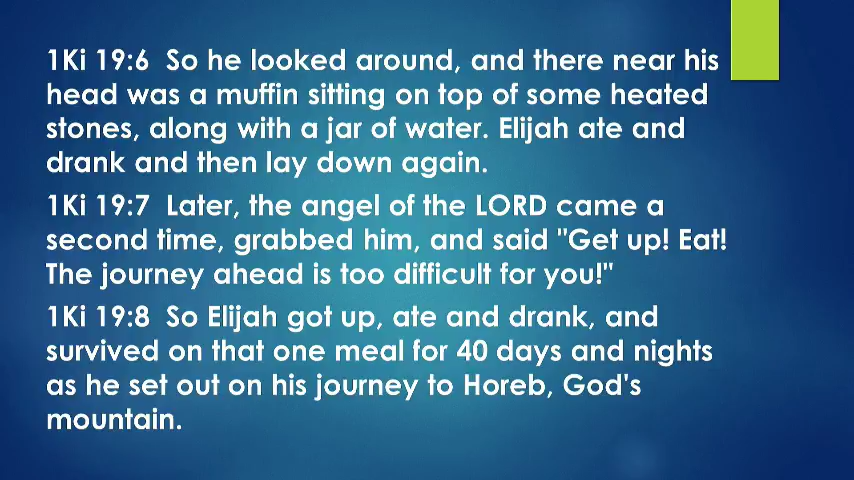 1Ki 19:6  So he looked around, and there near his
head was a muffin sitting on top of some heated
stones, along with a jar of water. Elijah ate and
drank and then lay down again.
1Ki 19:7  Later, the angel of the LORD came a
second time, grabbed him, and said "Get up! Eat!
The journey ahead is too difficult for you!"
1Ki 19:8  So Elijah got up, ate and drank, and
survived on that one meal for 40 days and nights
as he set out on his journey to Horeb, God's
mountain.